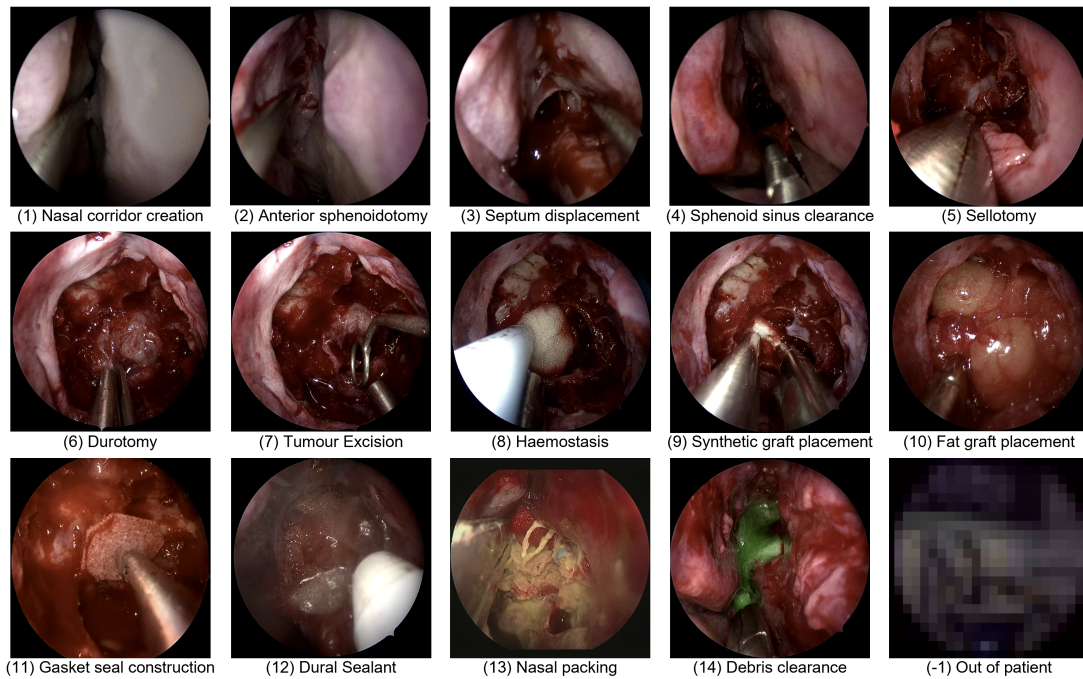 (1) Nasal corridor creation
(2) Anterior sphenoidotomy
(3) Septum displacement
(4) Sphenoid sinus clearance
(5) Sellotomy
(6) Durotomy
(7) Tumour Excision
(8) Haemostasis
(9) Synthetic graft placement
(10) Fat graft placement
(11) Gasket seal construction
(12) Dural Sealant
(13) Nasal packing
(14) Debris clearance
(-1) Out of patient